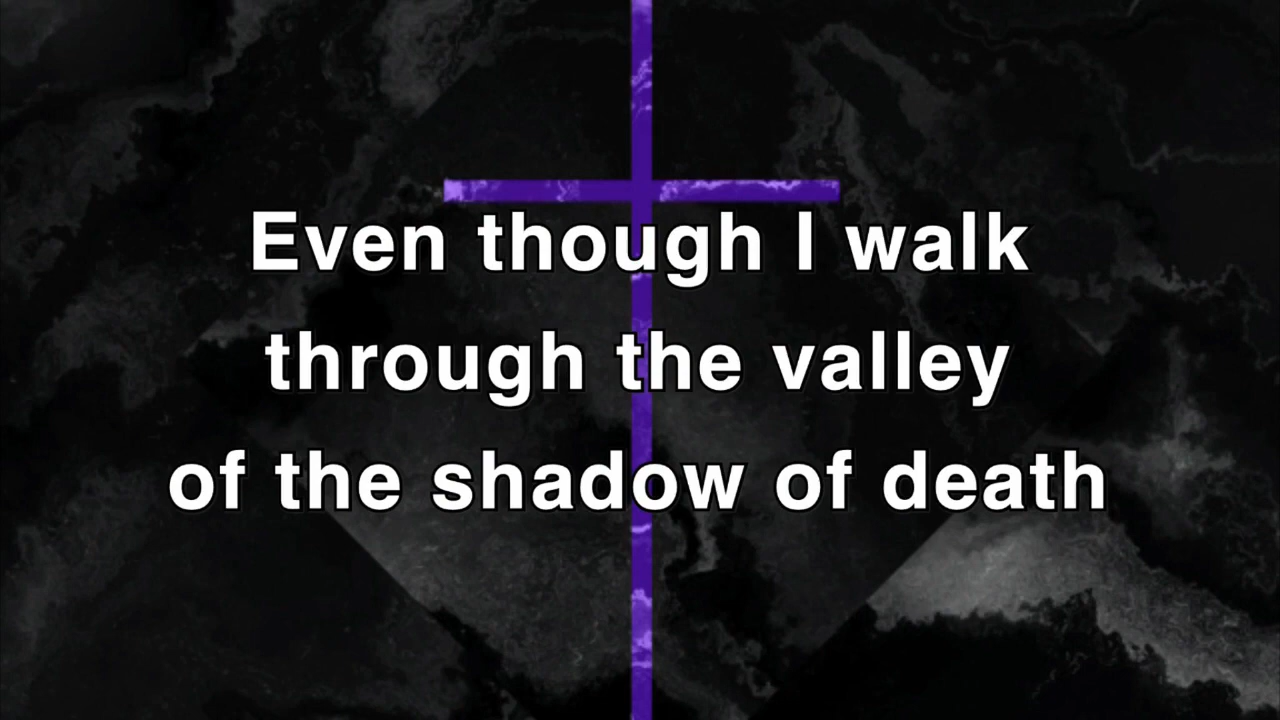 Even though I walk
through the valley
of the shadow of death